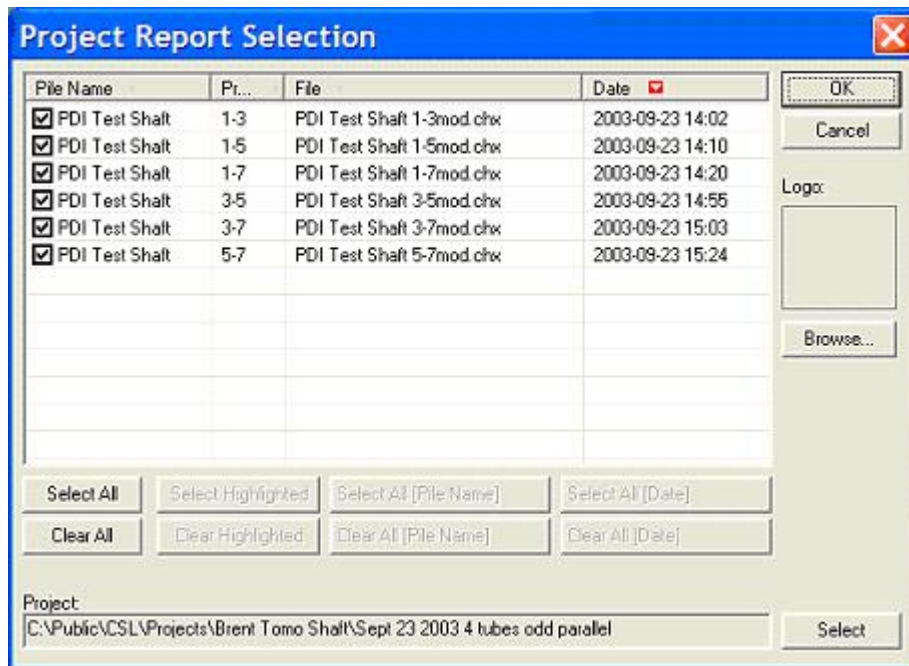 Project Report Selection
Pile Name Pr... File Date
PDI Test Shaft 1-3 PDI Test Shaft 1-3mod.chx 2003-09-23 14:02
PDI Test Shaft 1-5 PDI Test Shaft 1-5mod.chx 2003-09-23 14:10
PDI Test Shaft 1-7 PDI Test Shaft 1-7mod.chx 2003-09-23 14:20
PDI Test Shaft 3-5 PDI Test Shaft 3-5mod.chx 2003-09-23 14:55
PDI Test Shaft 3-7 PDI Test Shaft 3-7mod.chx 2003-09-23 15:03
PDI Test Shaft 5-7 PDI Test Shaft 5-7mod.chx 2003-09-23 15:24
OK
Cancel
Logo:
Browse...
Select All Select Highlighted Select All [Pile Name] Select All [Date]
Clear All Clear Highlighted Clear All [Pile Name] Clear All [Date]
Project:
C:\Public\CSL\Projects\Brent Tomo Shaft\Sept 23 2003 4 tubes odd parallel
Select